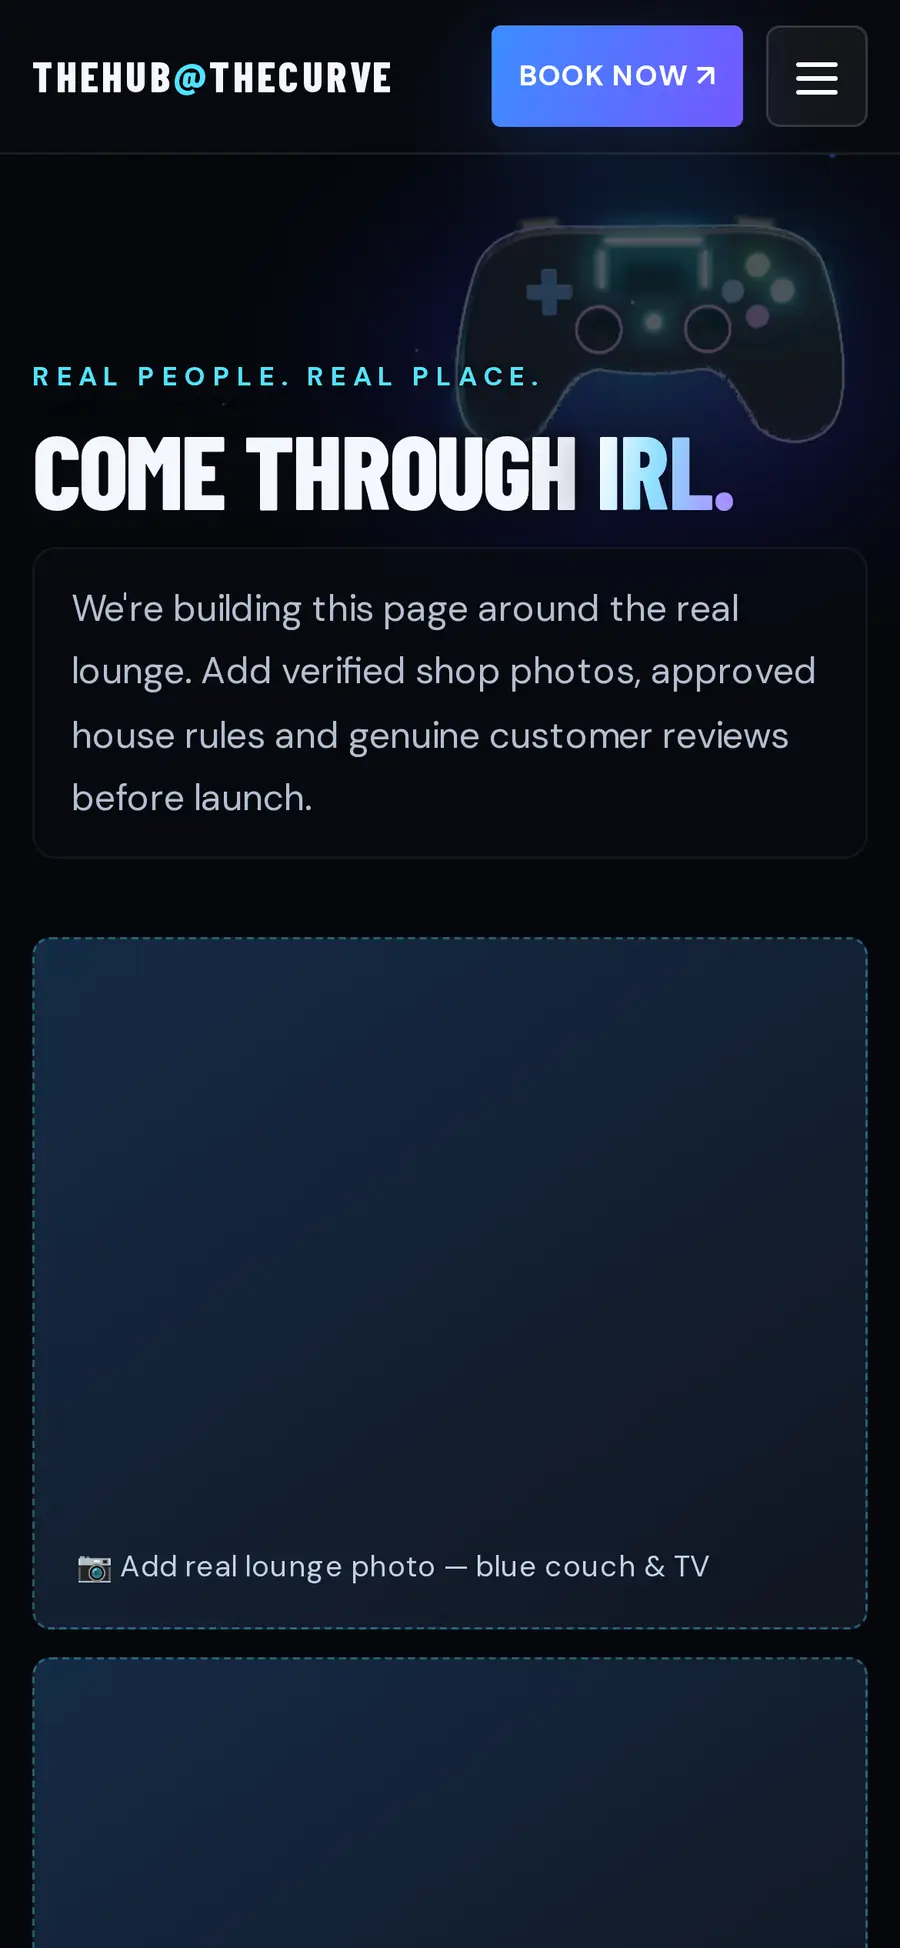 THEHUB@THECURVE
BOOK NOW ↗
REAL PEOPLE. REAL PLACE.
COME THROUGH IRL.
We're building this page around the real
lounge. Add verified shop photos, approved
house rules and genuine customer reviews
before launch.
📷 Add real lounge photo — blue couch & TV